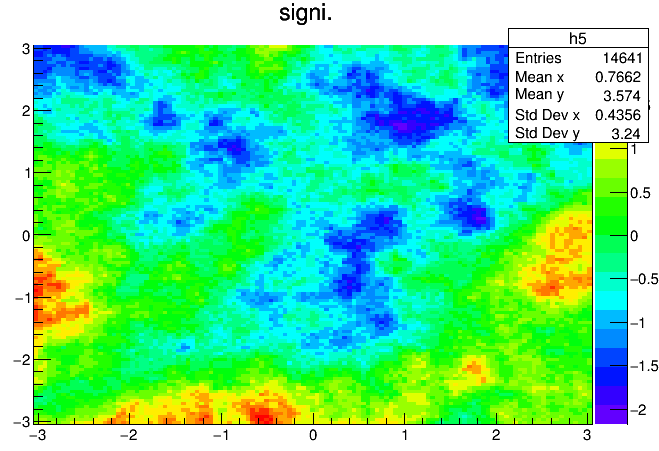 signi.
h5
Entries 14641
Mean x 0.7662
Mean y 3.574
Std Dev x 0.4356
Std Dev y 3.24
3
2
1
0
−1
−2
−3
−3 −2 −1 0 1 2 3
1
0.5
0
−0.5
−1
−1.5
−2